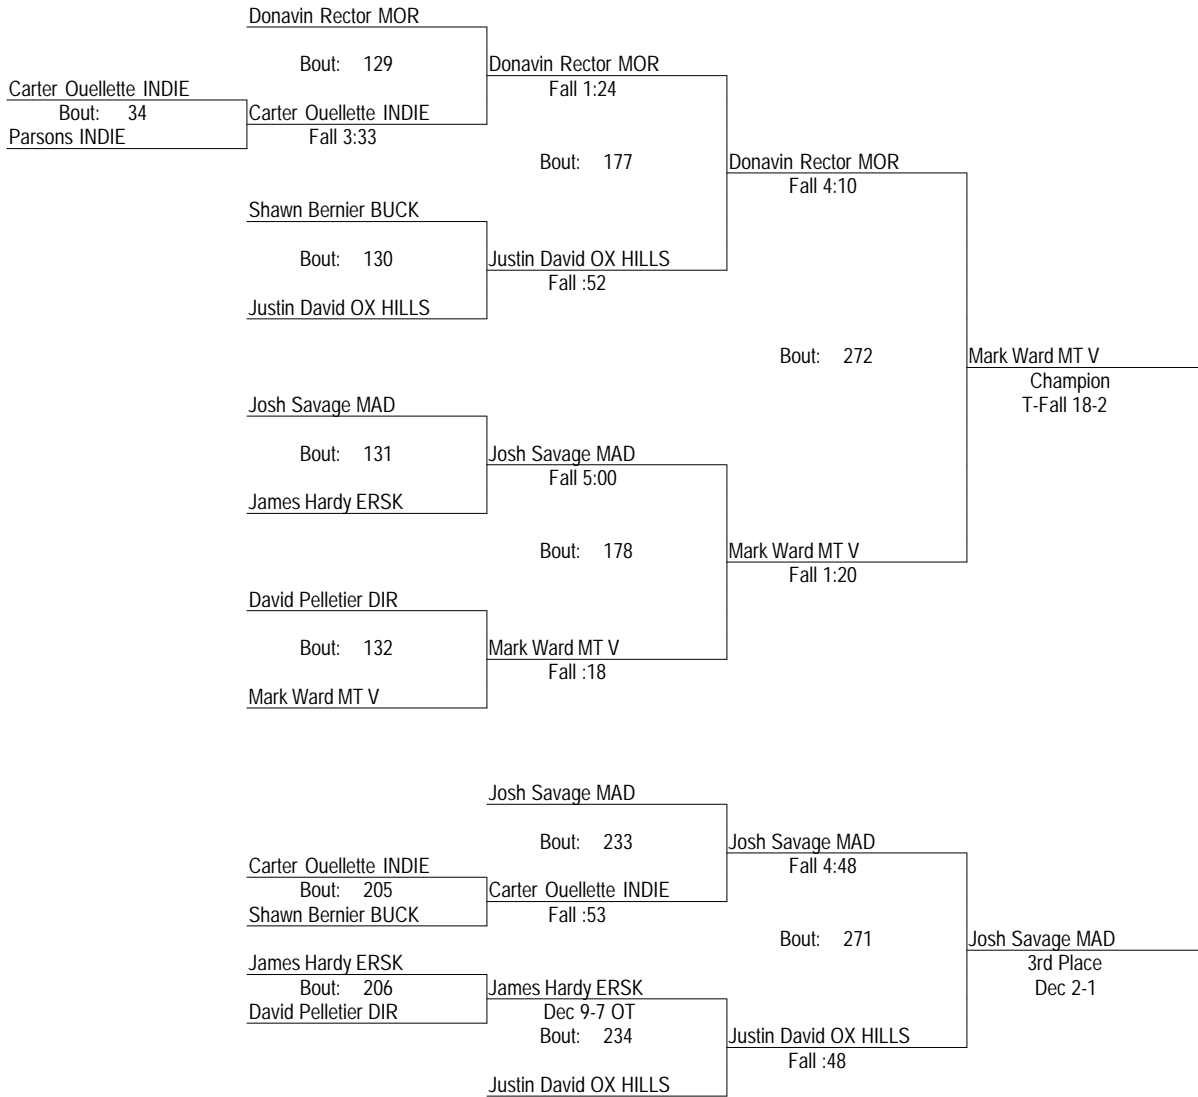 Donavin Rector MOR
Bout: 129
Donavin Rector MOR
Fall 1:24
Carter Ouellette INDIE
Bout: 34
Parsons INDIE
Carter Ouellette INDIE
Fall 3:33
Bout: 177
Donavin Rector MOR
Fall 4:10
Shawn Bernier BUCK
Bout: 130
Justin David OX HILLS
Fall :52
Justin David OX HILLS
Bout: 272
Mark Ward MT V
Champion
T-Fall 18-2
Josh Savage MAD
Bout: 131
Josh Savage MAD
Fall 5:00
James Hardy ERSK
Bout: 178
Mark Ward MT V
Fall 1:20
David Pelletier DIR
Bout: 132
Mark Ward MT V
Fall :18
Mark Ward MT V
Josh Savage MAD
Bout: 233
Josh Savage MAD
Fall 4:48
Carter Ouellette INDIE
Bout: 205
Shawn Bernier BUCK
Carter Ouellette INDIE
Fall :53
Bout: 271
Josh Savage MAD
3rd Place
Dec 2-1
James Hardy ERSK
Bout: 206
David Pelletier DIR
James Hardy ERSK
Dec 9-7 OT
Bout: 234
Justin David OX HILLS
Fall :48
Justin David OX HILLS